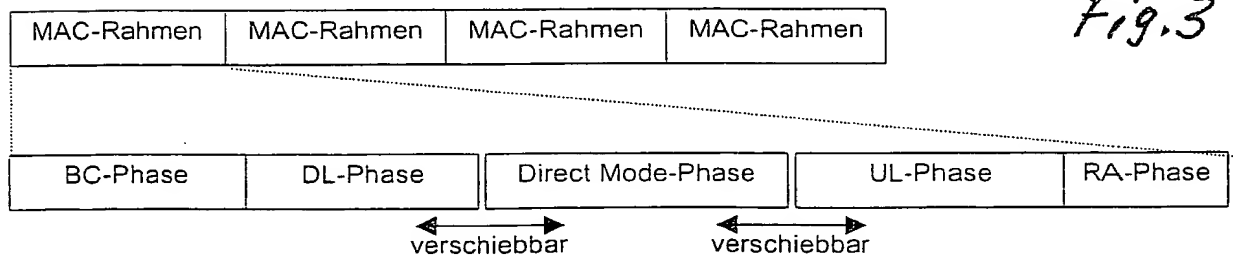 Fig.3
MAC-Rahmen MAC-Rahmen MAC-Rahmen MAC-Rahmen
BC-Phase DL-Phase Direct Mode-Phase UL-Phase RA-Phase
verschiebbar verschiebbar